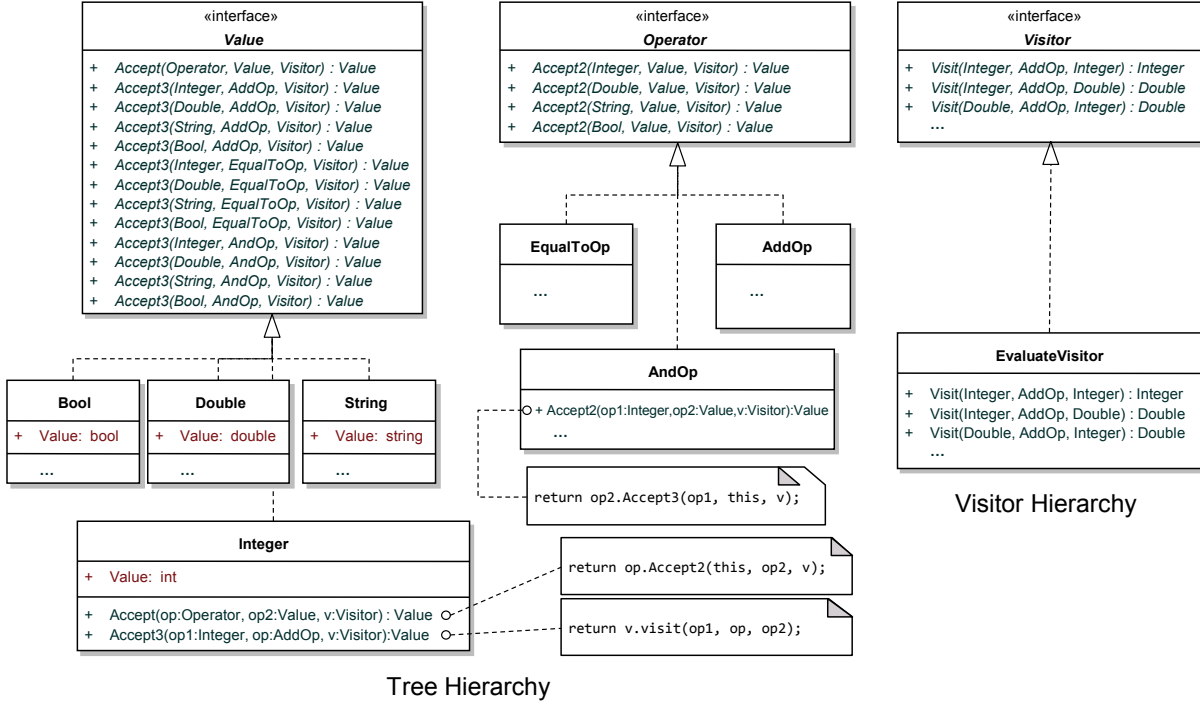 «interface»
Value
+ Accept(Operator, Value, Visitor) : Value
+ Accept3(Integer, AddOp, Visitor) : Value
+ Accept3(Double, AddOp, Visitor) : Value
+ Accept3(String, AddOp, Visitor) : Value
+ Accept3(Bool, AddOp, Visitor) : Value
+ Accept3(Integer, EqualToOp, Visitor) : Value
+ Accept3(Double, EqualToOp, Visitor) : Value
+ Accept3(String, EqualToOp, Visitor) : Value
+ Accept3(Bool, EqualToOp, Visitor) : Value
+ Accept3(Integer, AndOp, Visitor) : Value
+ Accept3(Double, AndOp, Visitor) : Value
+ Accept3(String, AndOp, Visitor) : Value
+ Accept3(Bool, AndOp, Visitor) : Value
«interface»
Operator
+ Accept2(Integer, Value, Visitor) : Value
+ Accept2(Double, Value, Visitor) : Value
+ Accept2(String, Value, Visitor) : Value
+ Accept2(Bool, Value, Visitor) : Value
«interface»
Visitor
+ Visit(Integer, AddOp, Integer) : Integer
+ Visit(Integer, AddOp, Double) : Double
+ Visit(Double, AddOp, Integer) : Double
...
EqualToOp
...
AddOp
...
AndOp
+ Accept2(op1:Integer,op2:Value,v:Visitor):Value
...
EvaluateVisitor
+ Visit(Integer, AddOp, Integer) : Integer
+ Visit(Integer, AddOp, Double) : Double
+ Visit(Double, AddOp, Integer) : Double
...
Bool
+ Value: bool
...
Double
+ Value: double
...
String
+ Value: string
...
return op2.Accept3(op1, this, v);
Visitor Hierarchy
Integer
+ Value: int
+ Accept(op:Operator, op2:Value, v:Visitor) : Value
+ Accept3(op1:Integer, op:AddOp, v:Visitor):Value
return op.Accept2(this, op2, v);
return v.visit(op1, op, op2);
Tree Hierarchy